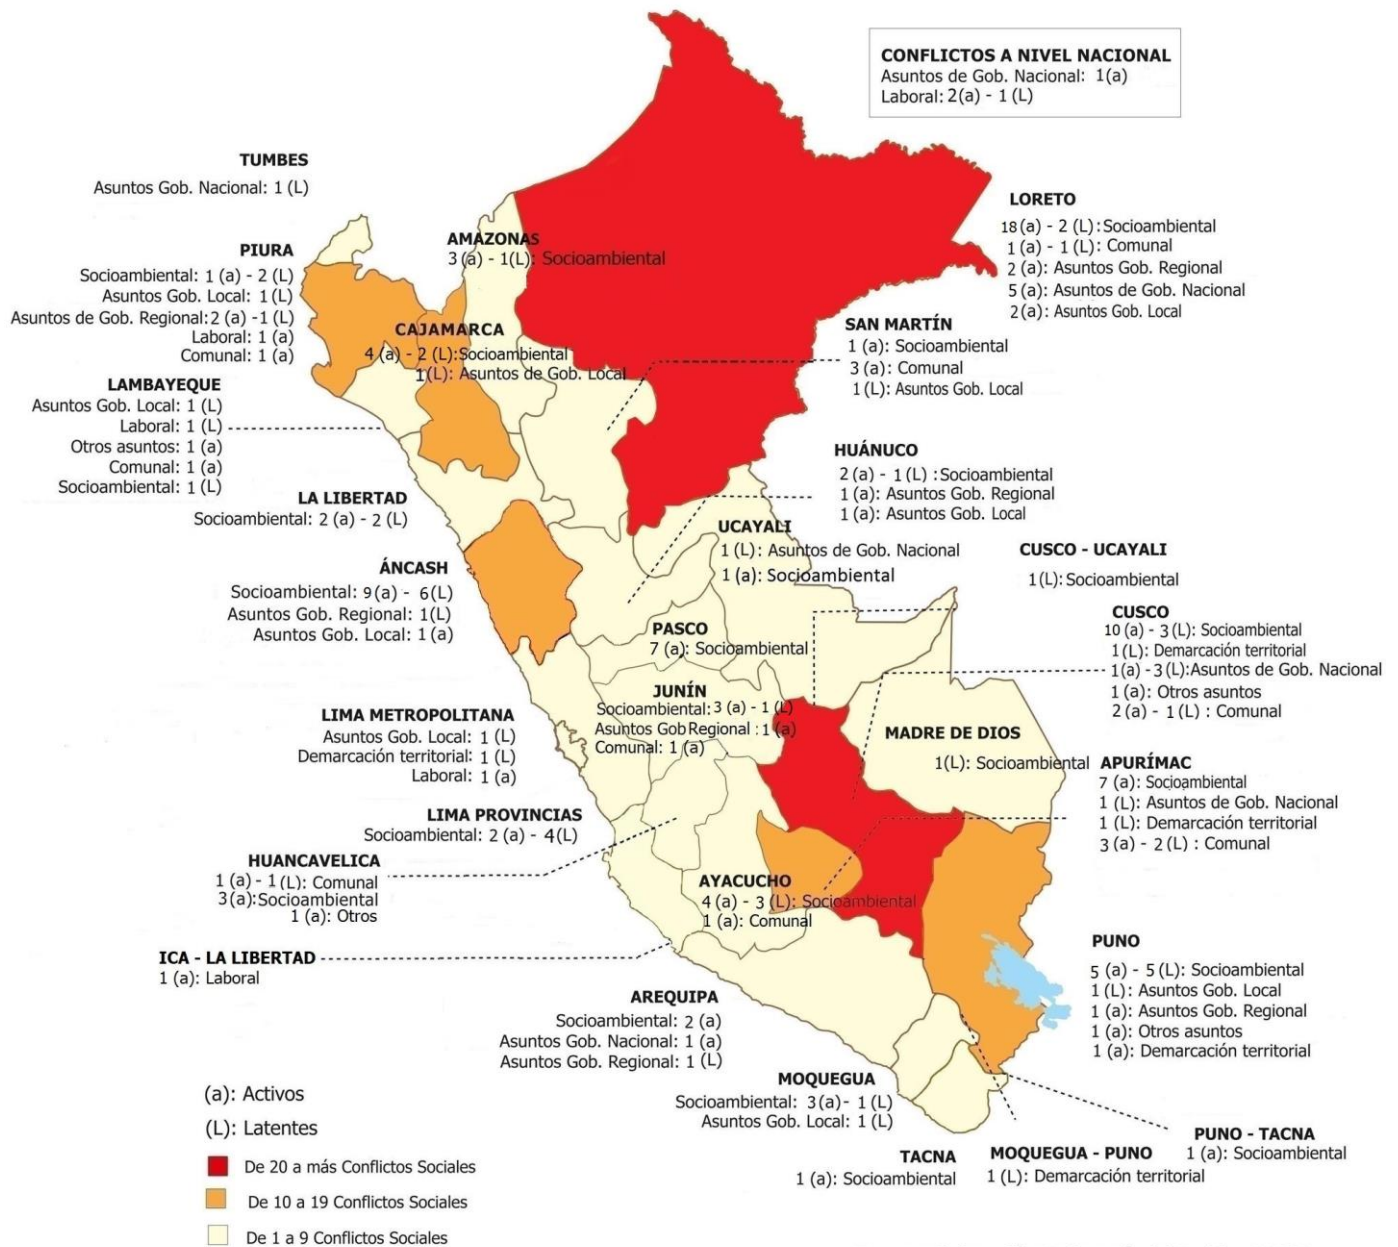 CONFLICTOS A NIVEL NACIONAL
Asuntos de Gob. Nacional: 1(a)
Laboral: 2(a) - 1(L)
TUMBES
Asuntos Gob. Nacional: 1 (L)
PIURA
Socioambiental: 1 (a) - 2 (L)
Asuntos Gob. Local: 1 (L)
Asuntos de Gob. Regional: 2 (a) -1 (L)
Laboral: 1 (a)
Comunal: 1 (a)
AMAZONAS
3(a) - 1(L): Socioambiental
LORETO
18(a) - 2 (L): Socioambiental
1(a) - 1(L): Comunal
2(a): Asuntos Gob. Regional
5(a): Asuntos de Gob. Nacional
2(a): Asuntos Gob. Local
CAJAMARCA
4(a) - 2 (L):Socioambiental
1(L): Asuntos de Gob. Local
SAN MARTÍN
1 (a): Socioambiental
3 (a): Comunal
1(L): Asuntos Gob. Local
LAMBAYEQUE
Asuntos Gob. Local: 1 (L)
Laboral: 1 (L)
Otros asuntos: 1 (a)
Comunal: 1 (a)
Socioambiental: 1 (L)
HUÁNUCO
2 (a) - 1 (L) :Socioambiental
1(a): Asuntos Gob. Regional
1(a): Asuntos Gob. Local
LA LIBERTAD
Socioambiental: 2 (a) - 2 (L)
UCAYALI
1 (L): Asuntos de Gob. Nacional
1 (a): Socioambiental
CUSCO - UCAYALI
1(L): Socioambiental
ÁNCASH
Socioambiental: 9(a) - 6(L)
Asuntos Gob. Regional: 1(L)
Asuntos Gob. Local: 1 (a)
CUSCO
10 (a) - 3(L): Socioambiental
1(L): Demarcación territorial
1(a) - 3(L):Asuntos de Gob. Nacional
1(a): Otros asuntos
2(a) - 1(L) : Comunal
PASCO
7 (a): Socioambiental
JUNÍN
Socioambiental: 3 (a) - 1 (L)
Asuntos Gob Regional : 1 (a)
Comunal: 1 (a)
LIMA METROPOLITANA
Asuntos Gob. Local: 1 (L)
Demarcación territorial: 1 (L)
Laboral: 1 (a)
MADRE DE DIOS
1(L): Socioambiental
APURÍMAC
7 (a): Socioambiental
1 (L): Asuntos de Gob. Nacional
1 (L): Demarcación territorial
3 (a) - 2 (L) : Comunal
LIMA PROVINCIAS
Socioambiental: 2 (a) - 4(L)
HUANCAVELICA
1(a) - 1(L): Comunal
3(a):Socioambiental
1 (a): Otros
AYACUCHO
4 (a) - 3 (L): Socioambiental
1 (a): Comunal
ICA - LA LIBERTAD
1 (a): Laboral
PUNO
5 (a) - 5(L): Socioambiental
1(L): Asuntos Gob. Local
1(a): Asuntos Gob. Regional
1(a): Otros asuntos
1(a): Demarcación territorial
AREQUIPA
Socioambiental: 2 (a)
Asuntos Gob. Nacional: 1 (a)
Asuntos Gob. Regional: 1 (L)
MOQUEGUA
Socioambiental: 3(a) - 1 (L)
Asuntos Gob. Local: 1 (L)
TACNA
1 (a): Socioambiental
MOQUEGUA - PUNO
1 (L): Demarcación territorial
PUNO - TACNA
1 (a): Socioambiental
(a): Activos
(L): Latentes
De 20 a más Conflictos Sociales
De 10 a 19 Conflictos Sociales
De 1 a 9 Conflictos Sociales